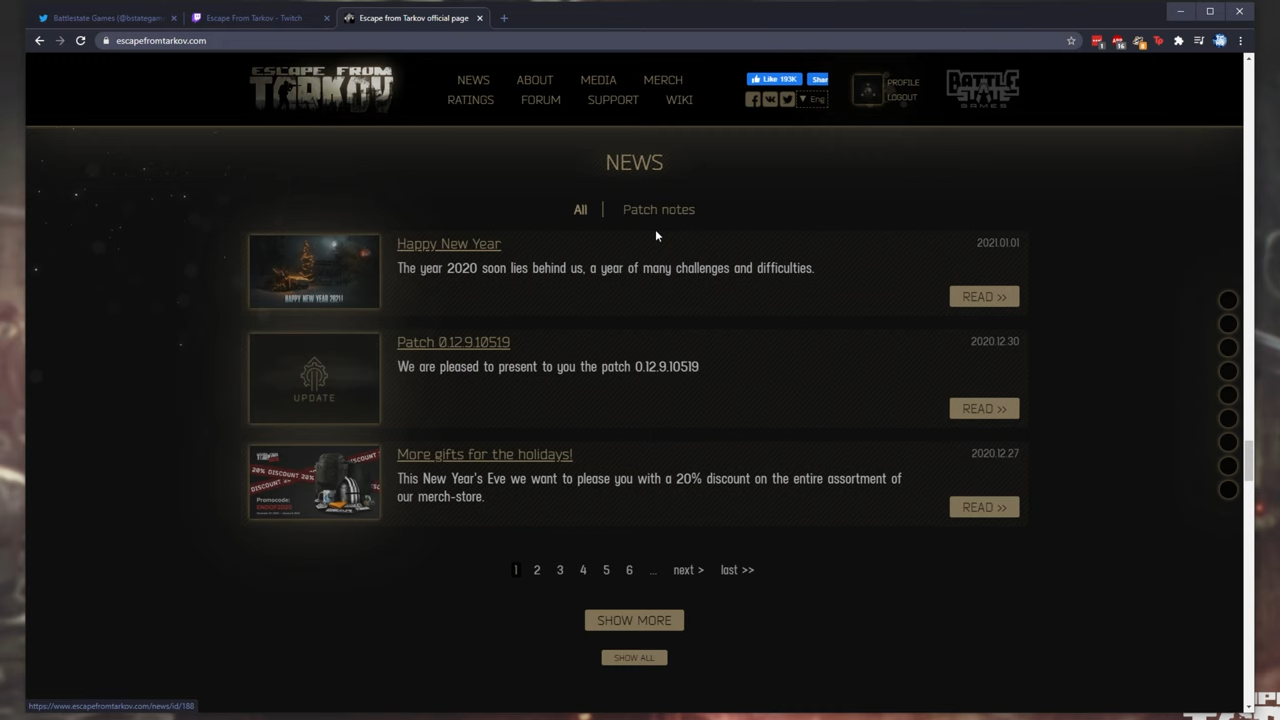 Battlestate Games (@bstategam
Escape From Tarkov - Twitch
Escape from Tarkov official page
escapefromtarkov.com
ESCAPE FROM
TARKOV
NEWS ABOUT MEDIA MERCH
RATINGS FORUM SUPPORT WIKI
Like 193K Shar
Eng
PROFILE
LOGOUT
BATTLE
STATE
GAMES
NEWS
All | Patch notes
HAPPY NEW YEAR 2021!
Happy New Year
2021.01.01
The year 2020 soon lies behind us, a year of many challenges and difficulties.
READ >>
UPDATE
Patch 0.12.9.10519
2020.12.30
We are pleased to present to you the patch 0.12.9.10519
READ >>
20% DISCOUNT
Promocode:
More gifts for the holidays!
2020.12.27
This New Year's Eve we want to please you with a 20% discount on the entire assortment of
our merch-store.
READ >>
1 2 3 4 5 6 ... next > last >>
SHOW MORE
SHOW ALL
https://www.escapefromtarkov.com/news/id/188